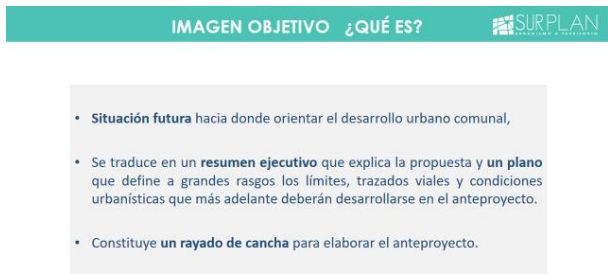 IMAGEN OBJETIVO ¿QUÉ ES?
SURPLAN
URBANISMO & TERRITORIO
• Situación futura hacia donde orientar el desarrollo urbano comunal,
• Se traduce en un resumen ejecutivo que explica la propuesta y un plano
que define a grandes rasgos los límites, trazados viales y condiciones
urbanísticas que más adelante deberán desarrollarse en el anteproyecto.
• Constituye un rayado de cancha para elaborar el anteproyecto.